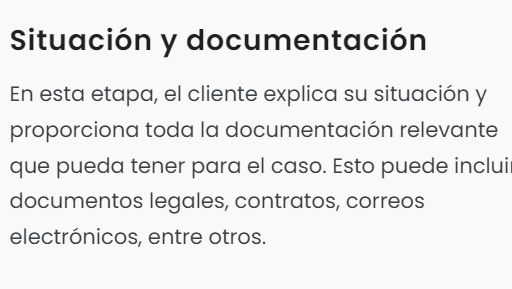 Situación y documentación
En esta etapa, el cliente explica su situación y
proporciona toda la documentación relevante
que pueda tener para el caso. Esto puede incluir
documentos legales, contratos, correos
electrónicos, entre otros.